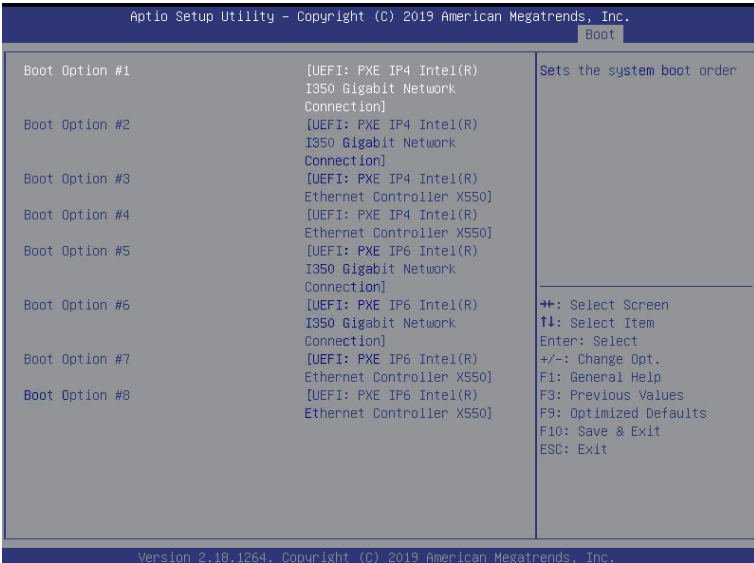 Aptio Setup Utility – Copyright (C) 2019 American Megatrends, Inc.
Boot
Boot Option #1 [UEFI: PXE IP4 Intel(R)
I350 Gigabit Network
Connection]
Boot Option #2 [UEFI: PXE IP4 Intel(R)
I350 Gigabit Network
Connection]
Boot Option #3 [UEFI: PXE IP4 Intel(R)
Ethernet Controller X550]
Boot Option #4 [UEFI: PXE IP4 Intel(R)
Ethernet Controller X550]
Boot Option #5 [UEFI: PXE IP6 Intel(R)
I350 Gigabit Network
Connection]
Boot Option #6 [UEFI: PXE IP6 Intel(R)
I350 Gigabit Network
Connection]
Boot Option #7 [UEFI: PXE IP6 Intel(R)
Ethernet Controller X550]
Boot Option #8 [UEFI: PXE IP6 Intel(R)
Ethernet Controller X550]
Sets the system boot order
→←: Select Screen
↑↓: Select Item
Enter: Select
+/-: Change Opt.
F1: General Help
F3: Previous Values
F9: Optimized Defaults
F10: Save & Exit
ESC: Exit
Version 2.18.1264. Copyright (C) 2019 American Megatrends, Inc.